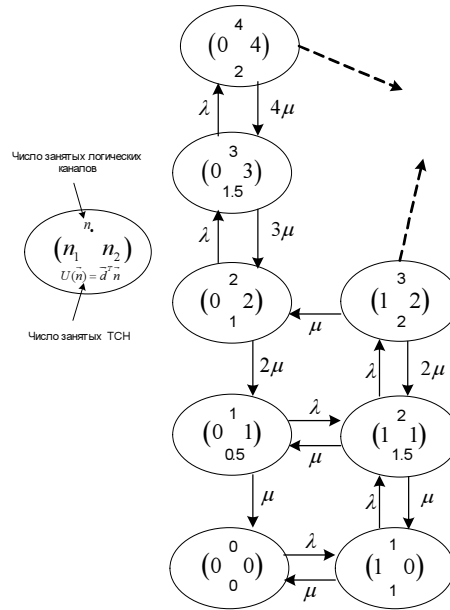 4
(0 4)
2
λ
4μ
Число занятых логических
каналов
3
(0 3)
1.5
n.
(n₁ n₂)
U(n⃗) = d⃗ᵀn⃗
λ
3μ
Число занятых ТСН
2
(0 2)
1
μ
3
(1 2)
2
2μ
λ
2μ
1
(0 1)
0.5
λ
μ
2
(1 1)
1.5
μ
λ
μ
0
(0 0)
0
λ
μ
1
(1 0)
1